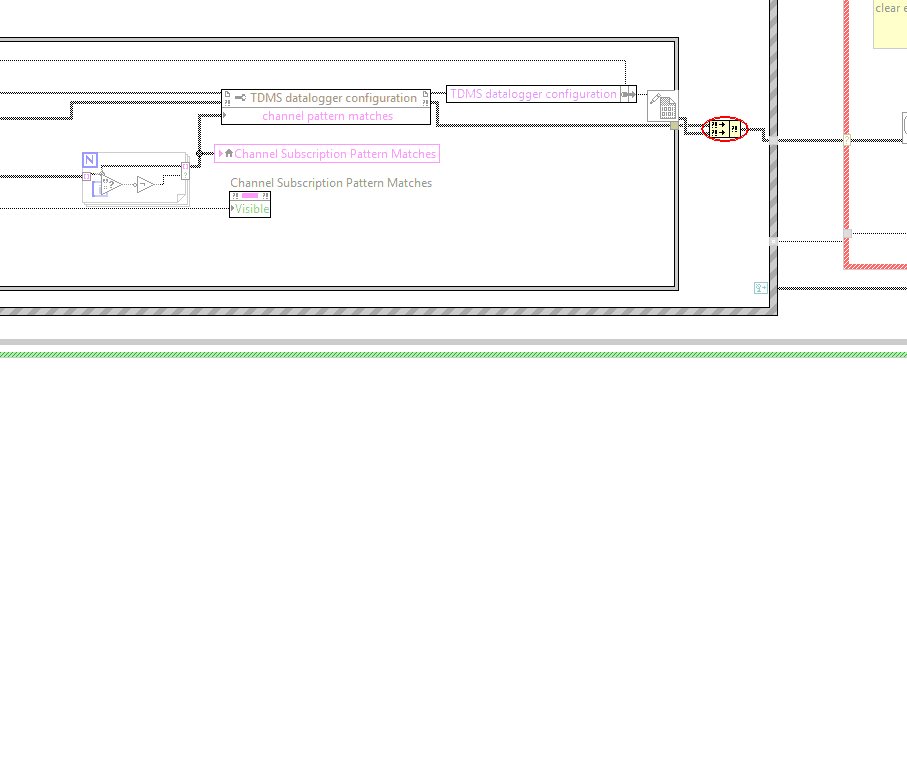 clear e
TDMS datalogger configuration
channel pattern matches
TDMS datalogger configuration
N
Channel Subscription Pattern Matches
Channel Subscription Pattern Matches
Visible